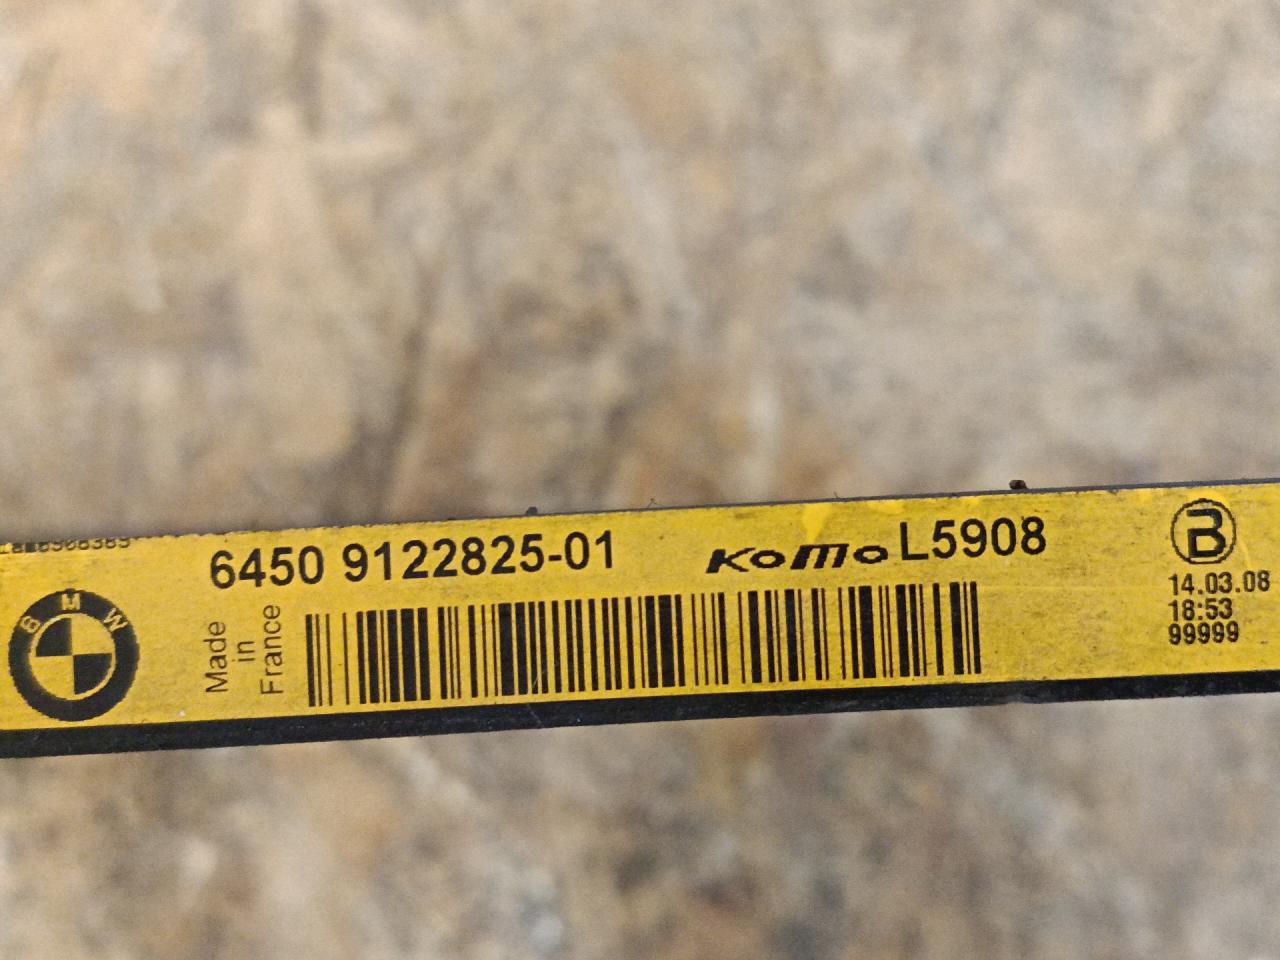 6450 9122825-01
KoMo L5908
B
BMW
Made
in
France
14.03.08
18:53
99999